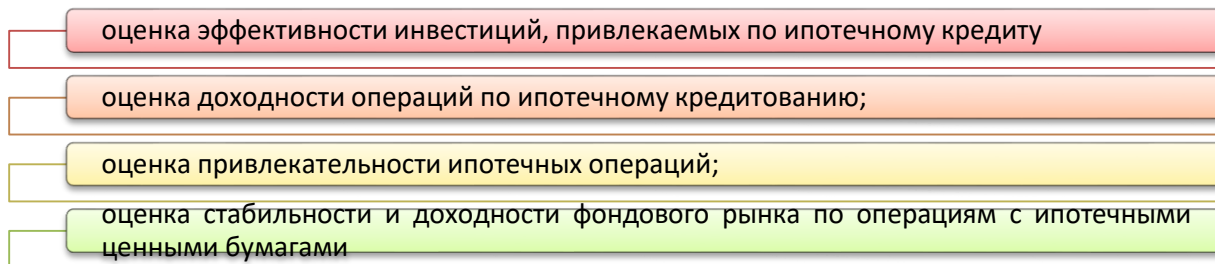 оценка эффективности инвестиций, привлекаемых по ипотечному кредиту
оценка доходности операций по ипотечному кредитованию;
оценка привлекательности ипотечных операций;
оценка стабильности и доходности фондового рынка по операциям с ипотечными
ценными бумагами